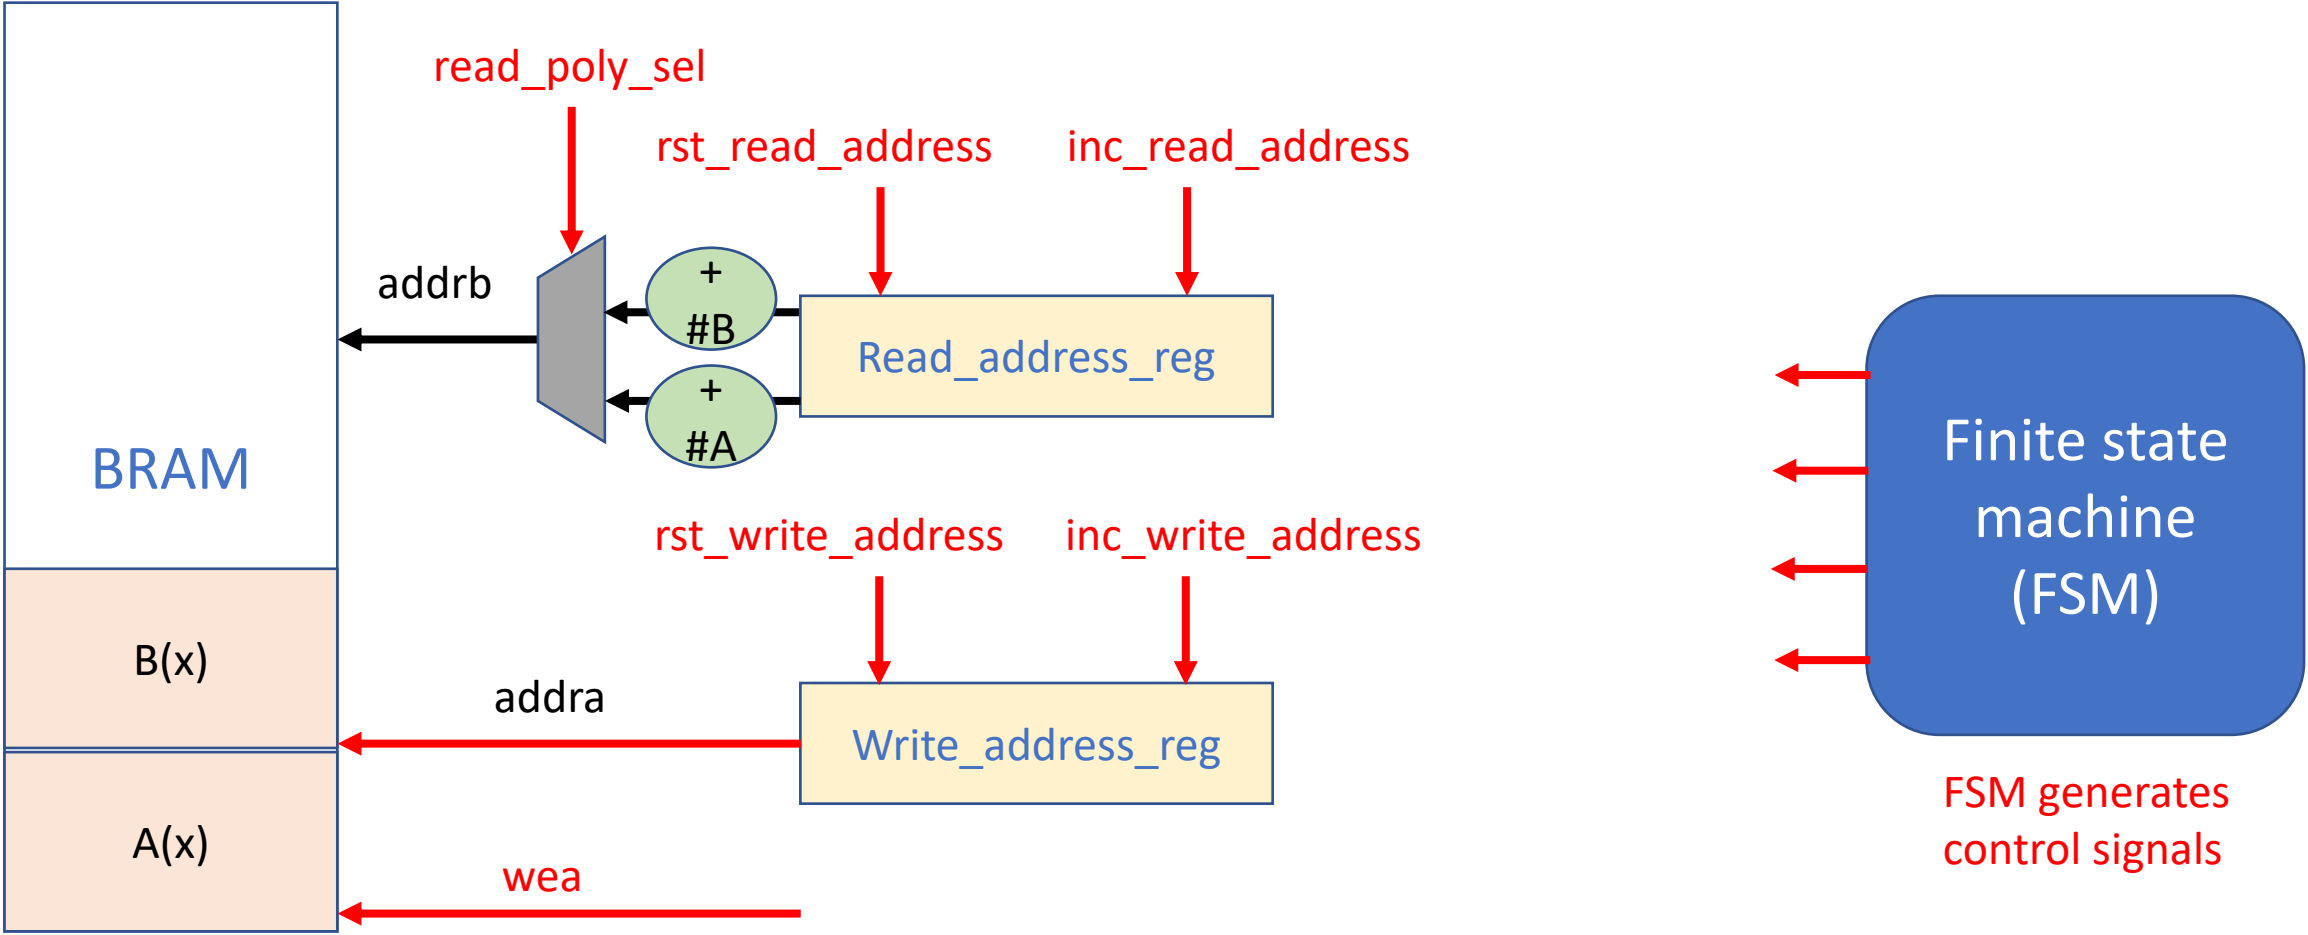 read_poly_sel
rst_read_address
inc_read_address
addrb
+
#B
Read_address_reg
+
#A
BRAM
Finite state
machine
(FSM)
rst_write_address
inc_write_address
B(x)
addra
Write_address_reg
FSM generates
control signals
A(x)
wea